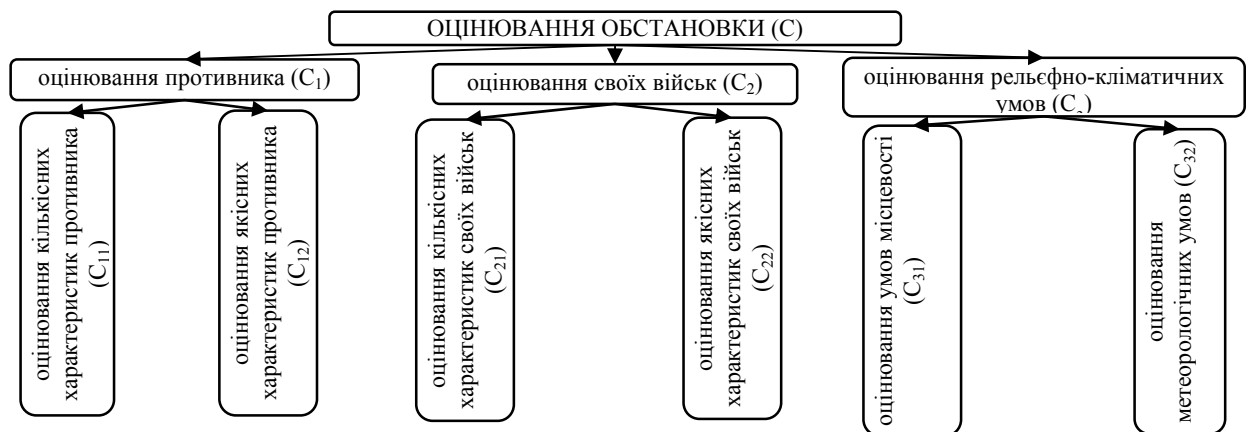 ОЦІНЮВАННЯ ОБСТАНОВКИ (С)
оцінювання противника (С₁)
оцінювання своїх військ (С₂)
оцінювання рельєфно-кліматичних
умов (С₃)
оцінювання кількісних
характеристик противника
(С₁₁)
оцінювання якісних
характеристик противника
(С₁₂)
оцінювання кількісних
характеристик своїх військ
(С₂₁)
оцінювання якісних
характеристик своїх військ
(С₂₂)
оцінювання умов місцевості
(С₃₁)
оцінювання
метеорологічних умов (С₃₂)